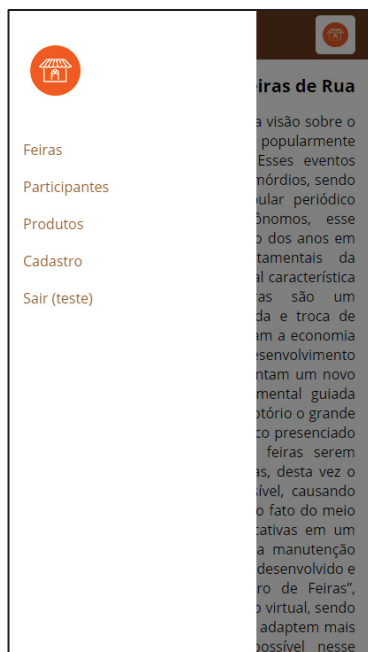 Feiras
Participantes
Produtos
Cadastro
Sair (teste)
iras de Rua
a visão sobre o
popularmente
Esses eventos
mórdios, sendo
ular periódico
ônomos, esse
o dos anos em
tamentais da
al característica
ras são um
da e troca de
am a economia
esenvolvimento
ntam um novo
mental guiada
otório o grande
co presenciado
feiras serem
as, desta vez o
sível, causando
o fato do meio
cativas em um
a manutenção
desenvolvido e
ro de Feiras”,
o virtual, sendo
adaptem mais
possível nesse